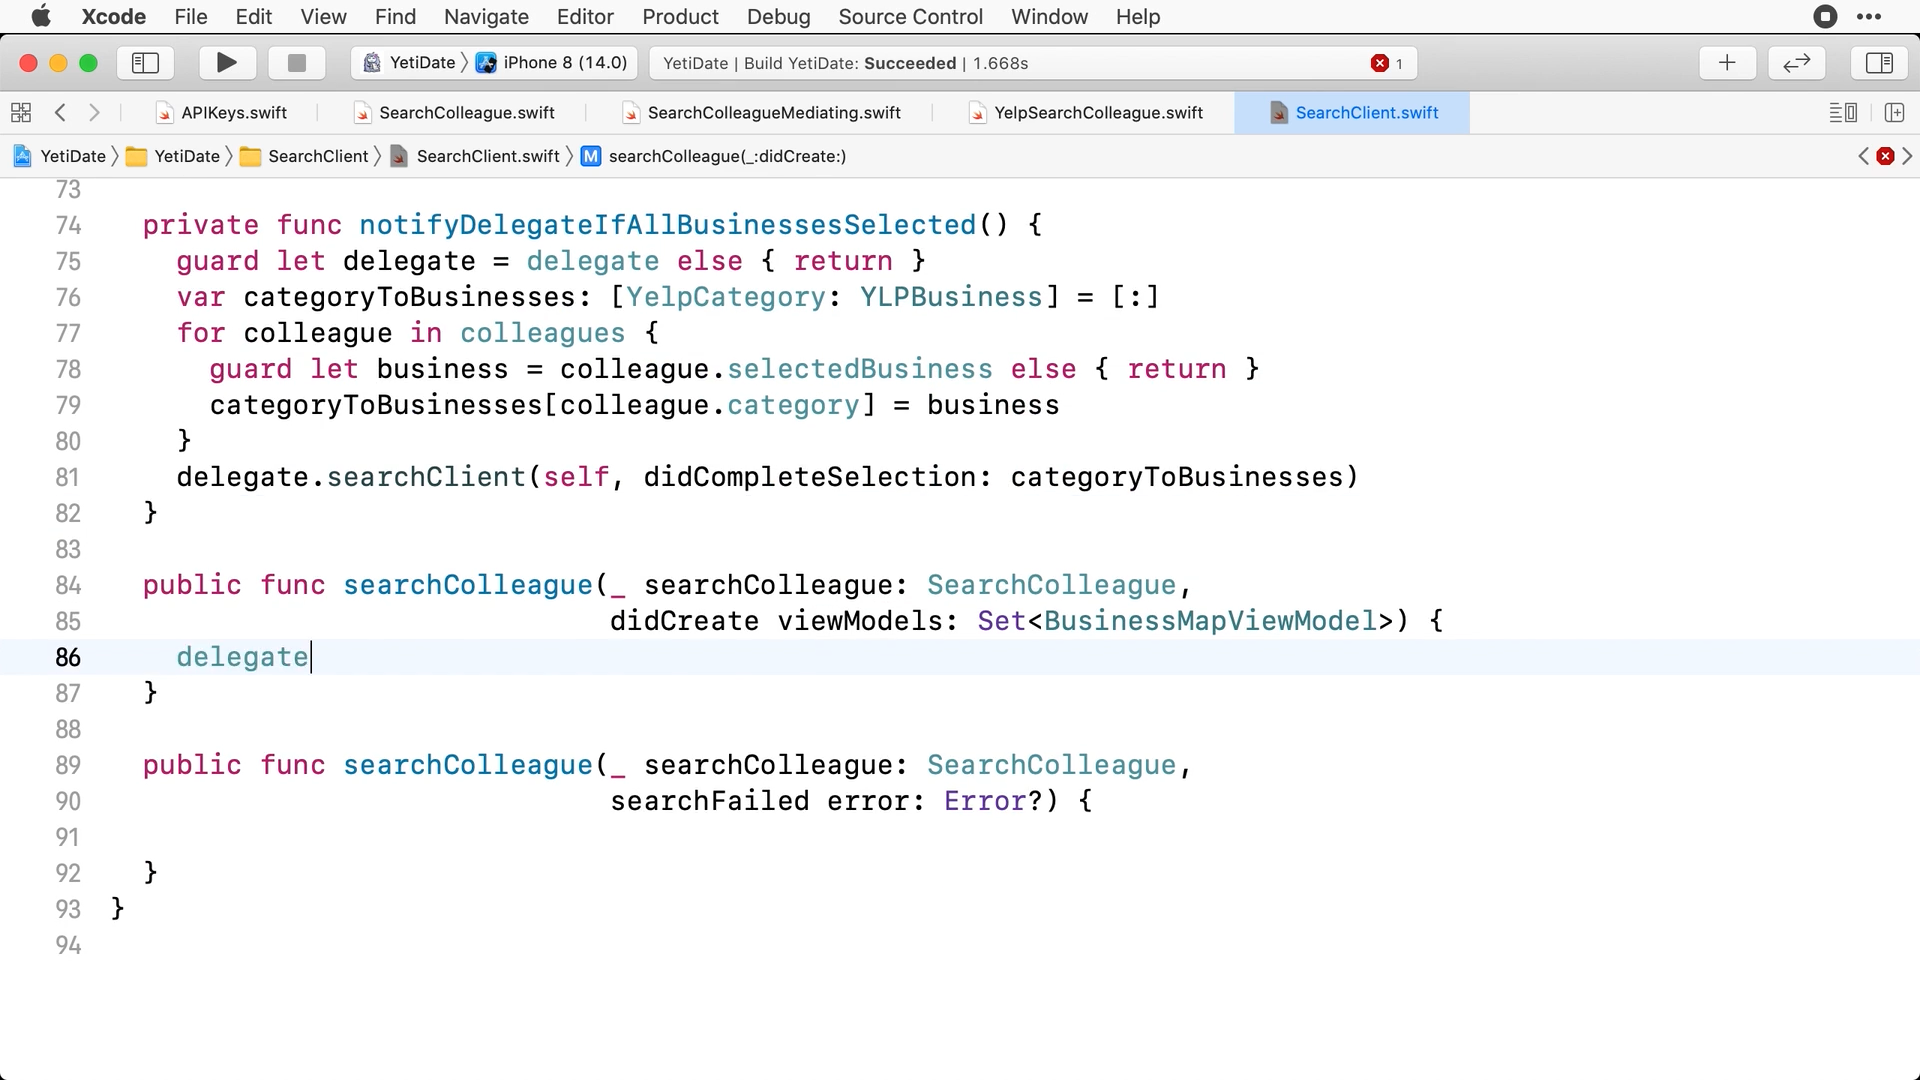 Xcode File Edit View Find Navigate Editor Product Debug Source Control Window Help •••
YetiDate 〉 iPhone 8 (14.0) YetiDate | Build YetiDate: Succeeded | 1.668s 1
APIKeys.swift SearchColleague.swift SearchColleagueMediating.swift YelpSearchColleague.swift SearchClient.swift
YetiDate 〉 YetiDate 〉 SearchClient 〉 SearchClient.swift 〉 M searchColleague(_:didCreate:)
73
74 private func notifyDelegateIfAllBusinessesSelected() {
75 guard let delegate = delegate else { return }
76 var categoryToBusinesses: [YelpCategory: YLPBusiness] = [:]
77 for colleague in colleagues {
78 guard let business = colleague.selectedBusiness else { return }
79 categoryToBusinesses[colleague.category] = business
80 }
81 delegate.searchClient(self, didCompleteSelection: categoryToBusinesses)
82 }
83
84 public func searchColleague(_ searchColleague: SearchColleague,
85 didCreate viewModels: Set<BusinessMapViewModel>) {
86 delegate
87 }
88
89 public func searchColleague(_ searchColleague: SearchColleague,
90 searchFailed error: Error?) {
91
92 }
93 }
94